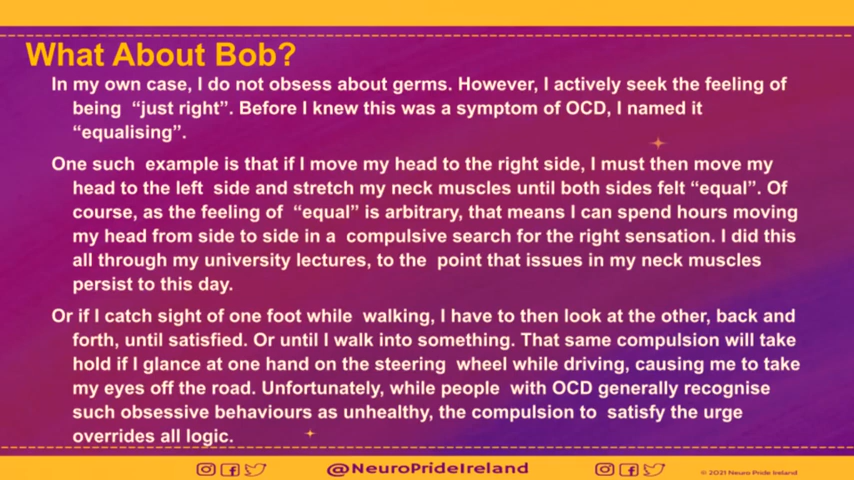 What About Bob?
In my own case, I do not obsess about germs. However, I actively seek the feeling of
being “just right”. Before I knew this was a symptom of OCD, I named it
“equalising”.
One such example is that if I move my head to the right side, I must then move my
head to the left side and stretch my neck muscles until both sides felt “equal”. Of
course, as the feeling of “equal” is arbitrary, that means I can spend hours moving
my head from side to side in a compulsive search for the right sensation. I did this
all through my university lectures, to the point that issues in my neck muscles
persist to this day.
Or if I catch sight of one foot while walking, I have to then look at the other, back and
forth, until satisfied. Or until I walk into something. That same compulsion will take
hold if I glance at one hand on the steering wheel while driving, causing me to take
my eyes off the road. Unfortunately, while people with OCD generally recognise
such obsessive behaviours as unhealthy, the compulsion to satisfy the urge
overrides all logic.
@NeuroPrideIreland
© 2021 Neuro Pride Ireland